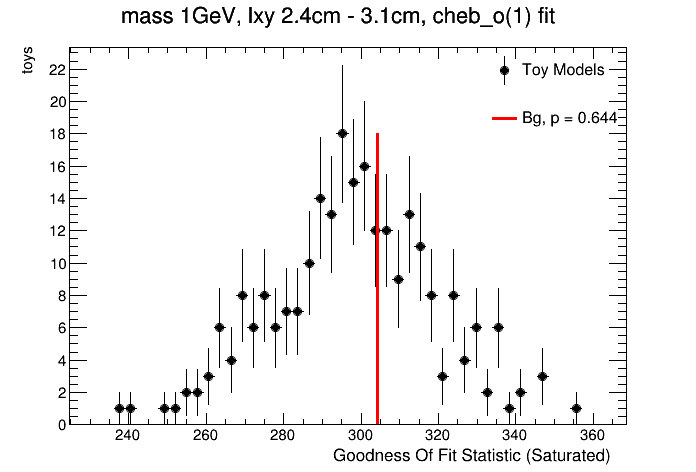 mass 1GeV, lxy 2.4cm - 3.1cm, cheb_o(1) fit
toys
Toy Models
Bg, p = 0.644
22
20
18
16
14
12
10
8
6
4
2
0
240 260 280 300 320 340 360
Goodness Of Fit Statistic (Saturated)